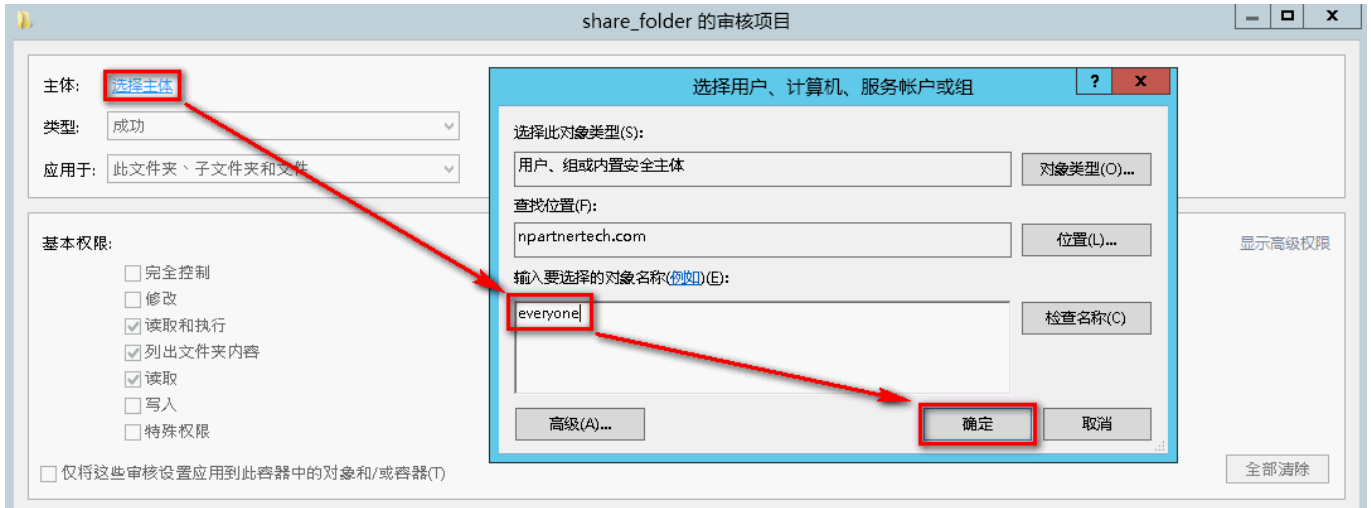 share_folder 的审核项目
主体: 选择主体
类型: 成功
应用于: 此文件夹、子文件夹和文件
选择用户、计算机、服务帐户或组
选择此对象类型(S):
用户、组或内置安全主体
对象类型(O)...
查找位置(F):
npartnertech.com
位置(L)...
输入要选择的对象名称(例如)(E):
everyone
检查名称(C)
高级(A)...
确定
取消
基本权限:
显示高级权限
完全控制
修改
读取和执行
列出文件夹内容
读取
写入
特殊权限
仅将这些审核设置应用到此容器中的对象和/或容器(T)
全部清除